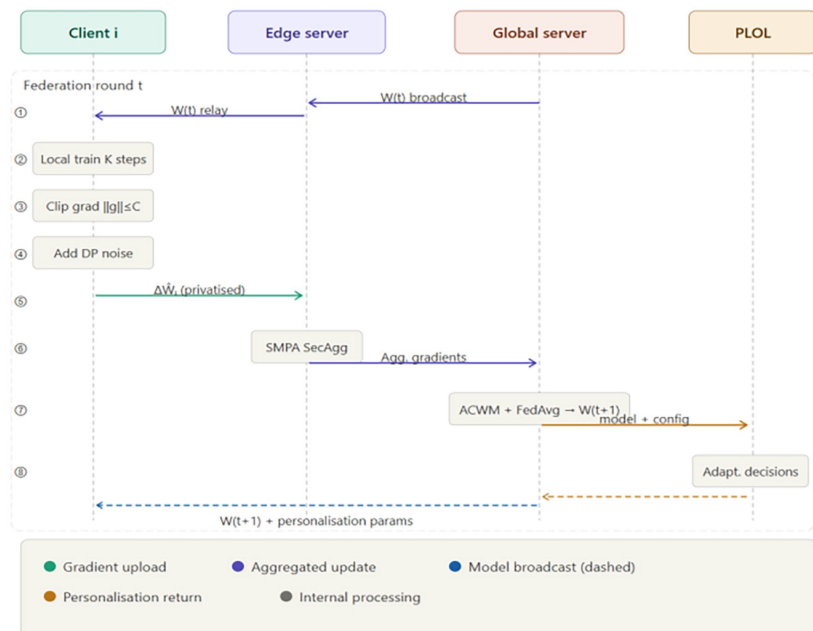 Client i
Edge server
Global server
PLOL
Federation round t
W(t) broadcast
① W(t) relay
② Local train K steps
③ Clip grad ||g||≤C
④ Add DP noise
⑤ ΔŴᵢ (privatised)
⑥ SMPA SecAgg
Agg. gradients
⑦ ACWM + FedAvg → W(t+1)
model + config
⑧ Adapt. decisions
W(t+1) + personalisation params
Gradient upload
Aggregated update
Model broadcast (dashed)
Personalisation return
Internal processing